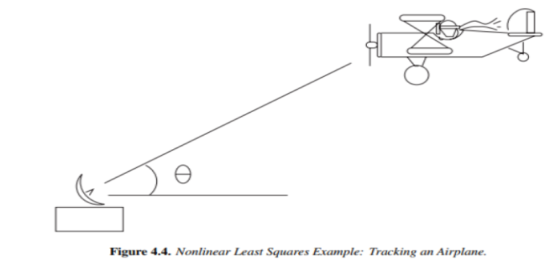 Θ
Figure 4.4. Nonlinear Least Squares Example: Tracking an Airplane.